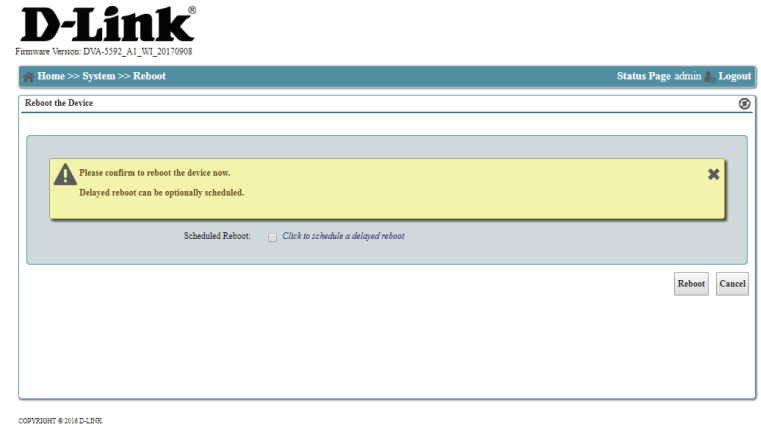 D-Link®
Firmware Version: DVA-5592_A1_WI_20170908
Home >> System >> Reboot Status Page admin Logout
Reboot the Device
Please confirm to reboot the device now.
Delayed reboot can be optionally scheduled.
Scheduled Reboot: Click to schedule a delayed reboot
Reboot Cancel
COPYRIGHT © 2016 D-LINK